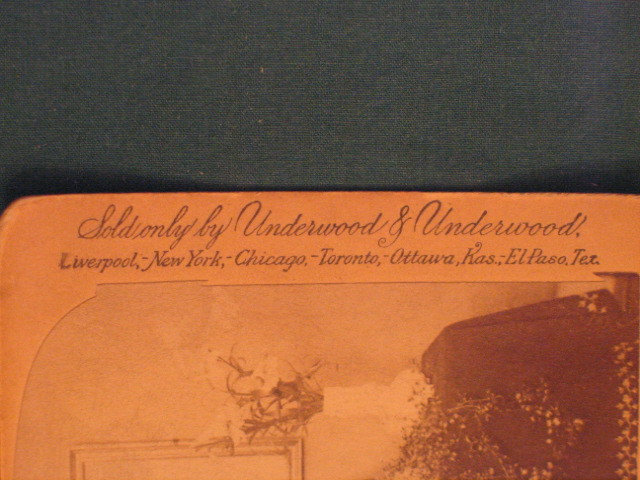 Sold only by Underwood & Underwood,
Liverpool,-New York,-Chicago,-Toronto,-Ottawa, Kas.,-El Paso, Tex.